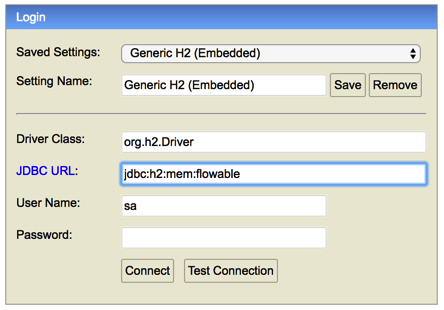 Login
Saved Settings: Generic H2 (Embedded)
Setting Name: Generic H2 (Embedded) Save Remove
Driver Class: org.h2.Driver
JDBC URL: jdbc:h2:mem:flowable
User Name: sa
Password:
Connect Test Connection